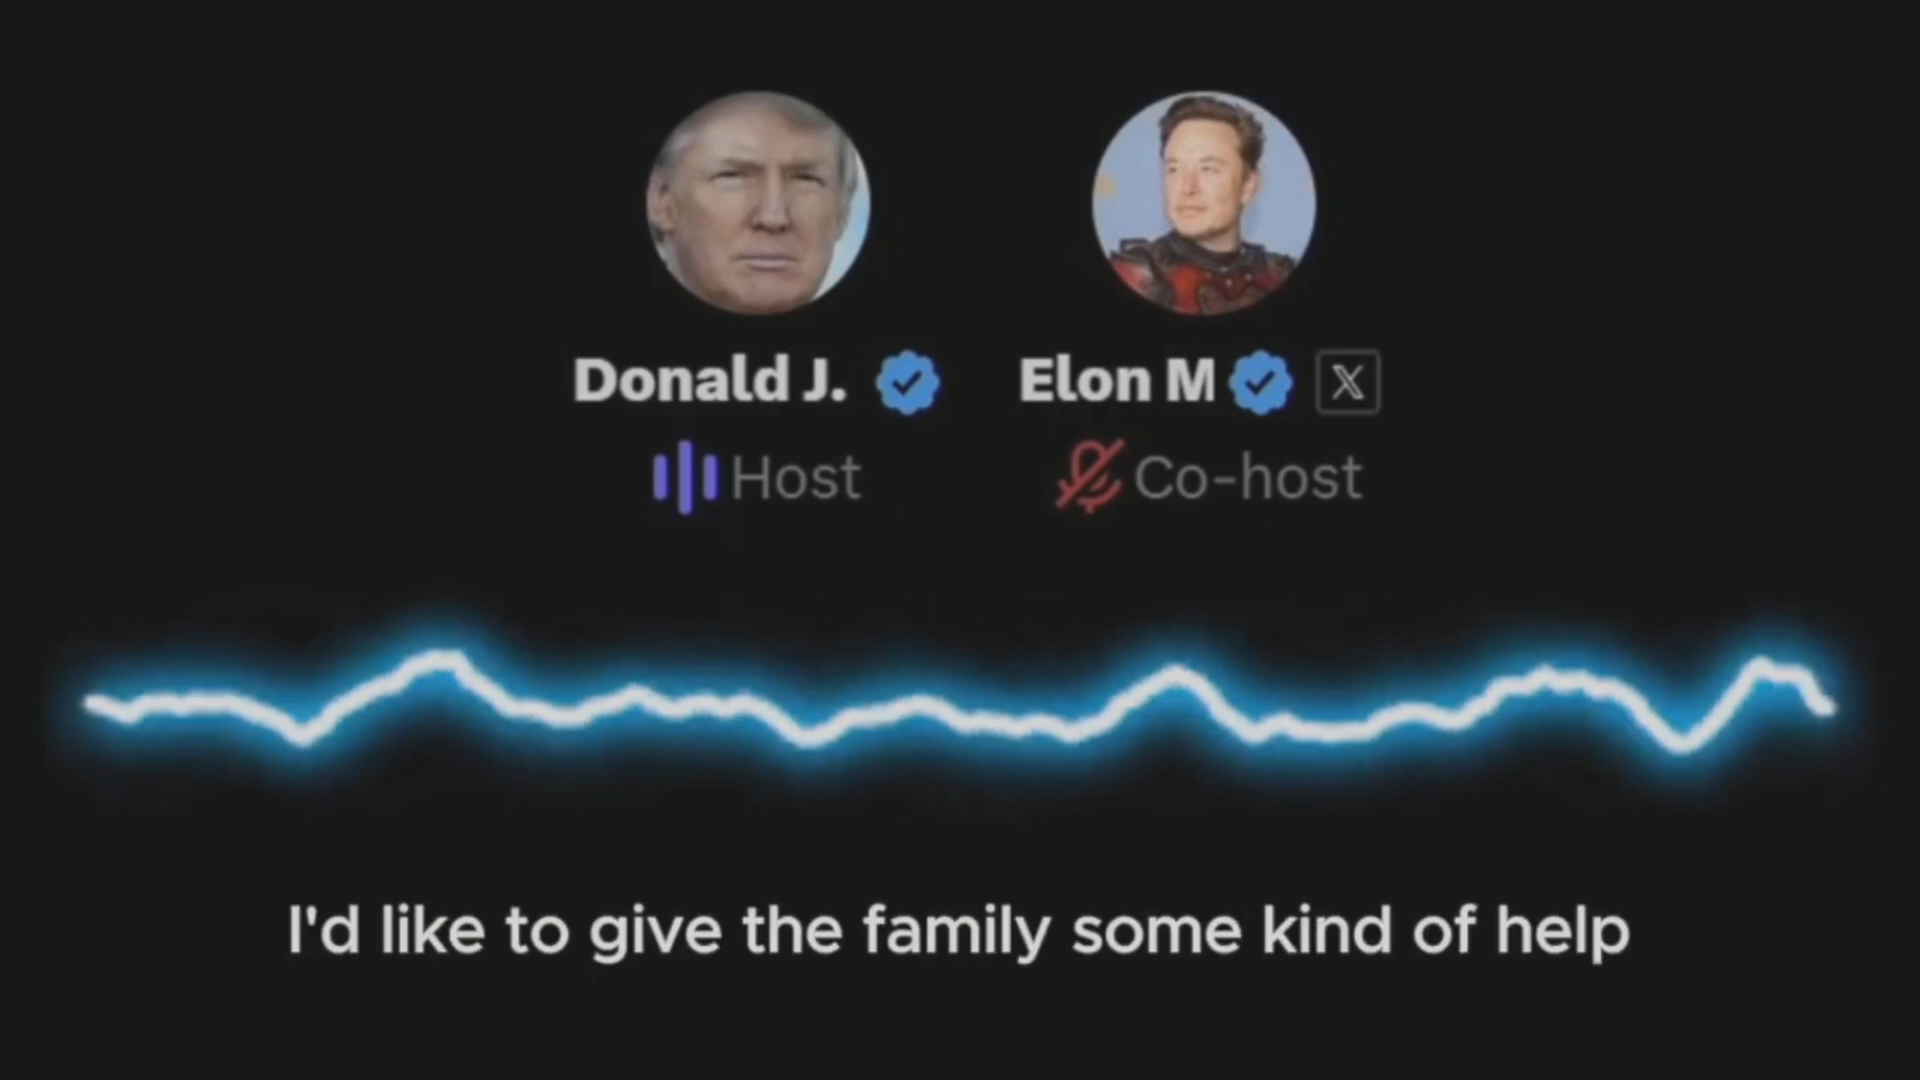 Donald J.
Elon M
X
Host
Co-host
I'd like to give the family some kind of help